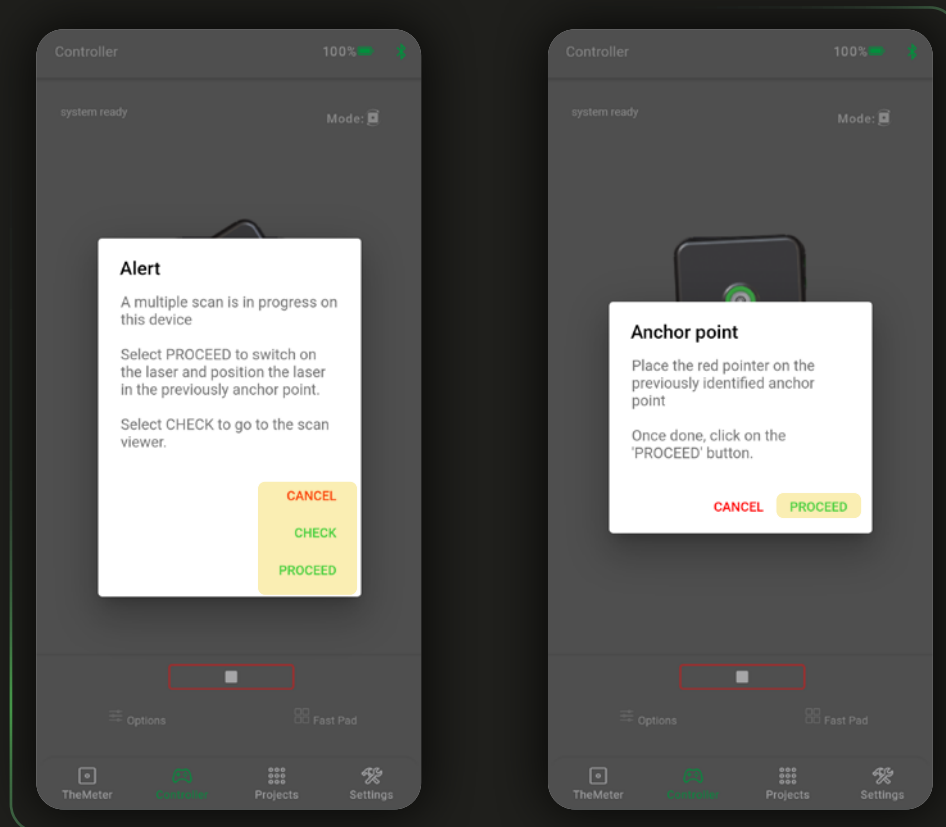 Controller
100%
system ready
Mode:
Alert
A multiple scan is in progress on
this device
Select PROCEED to switch on
the laser and position the laser
in the previously anchor point.
Select CHECK to go to the scan
viewer.
CANCEL
CHECK
PROCEED
Options
Fast Pad
TheMeter
Controller
Projects
Settings
Controller
100%
system ready
Mode:
Anchor point
Place the red pointer on the
previously identified anchor
point
Once done, click on the
'PROCEED' button.
CANCEL PROCEED
Options
Fast Pad
TheMeter
Controller
Projects
Settings